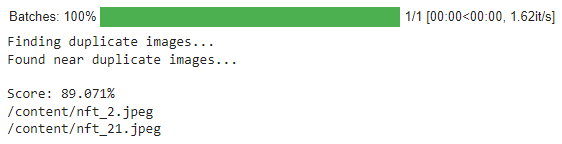 Batches: 100% 1/1 [00:00<00:00, 1.62it/s]
Finding duplicate images...
Found near duplicate images...
Score: 89.071%
/content/nft_2.jpeg
/content/nft_21.jpeg